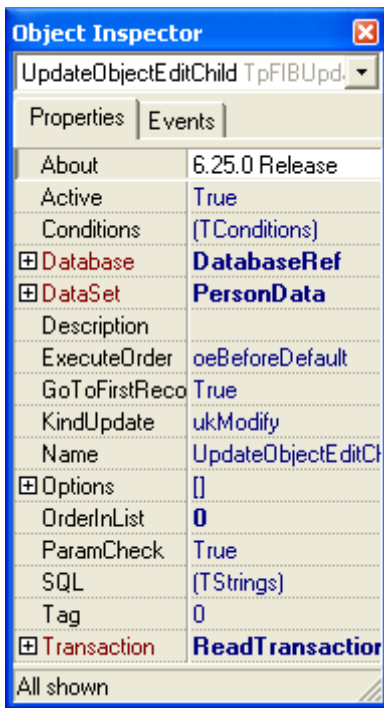 Object Inspector
UpdateObjectEditChild TpFIBUpd
Properties Events
About 6.25.0 Release
Active True
Conditions (TConditions)
Database DatabaseRef
DataSet PersonData
Description
ExecuteOrder oeBeforeDefault
GoToFirstReco True
KindUpdate ukModify
Name UpdateObjectEditCh
Options []
OrderInList 0
ParamCheck True
SQL (TStrings)
Tag 0
Transaction ReadTransaction
All shown